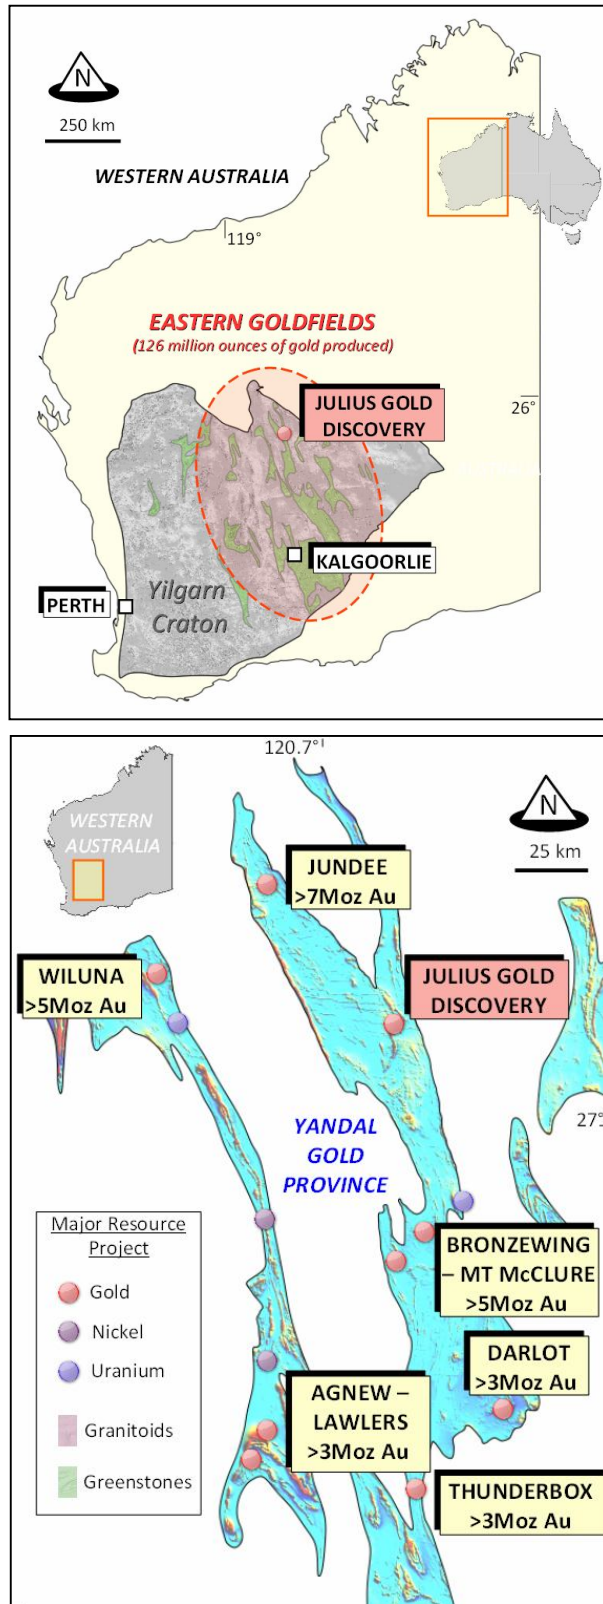 N
250 km
WESTERN AUSTRALIA
119°
EASTERN GOLDFIELDS
(126 million ounces of gold produced)
JULIUS GOLD
DISCOVERY
26°
KALGOORLIE
PERTH
Yilgarn
Craton
120.7°
N
25 km
WESTERN
AUSTRALIA
JUNDEE
>7Moz Au
WILUNA
>5Moz Au
JULIUS GOLD
DISCOVERY
27°
YANDAL
GOLD
PROVINCE
BRONZEWING
– MT McCLURE
>5Moz Au
DARLOT
>3Moz Au
AGNEW –
LAWLERS
>3Moz Au
THUNDERBOX
>3Moz Au
Major Resource
Project
Gold
Nickel
Uranium
Granitoids
Greenstones